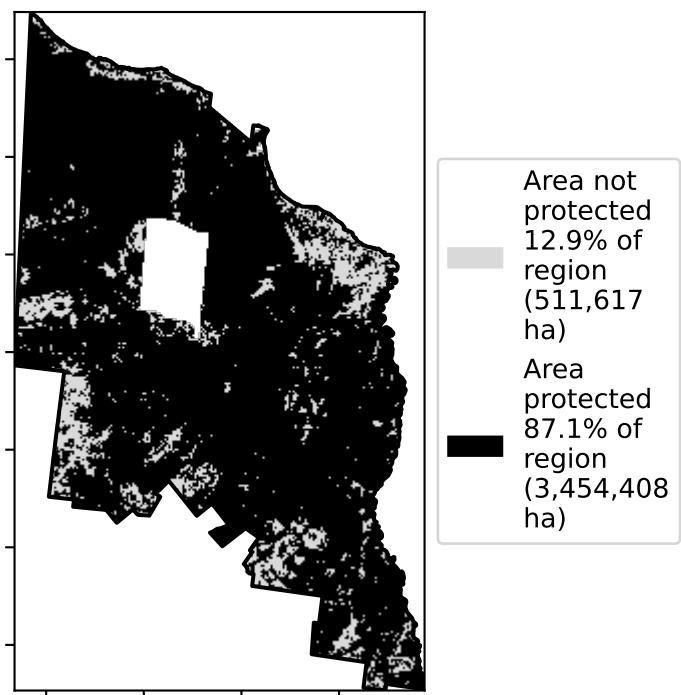 Area not
protected
12.9% of
region
(511,617
ha)
Area
protected
87.1% of
region
(3,454,408
ha)